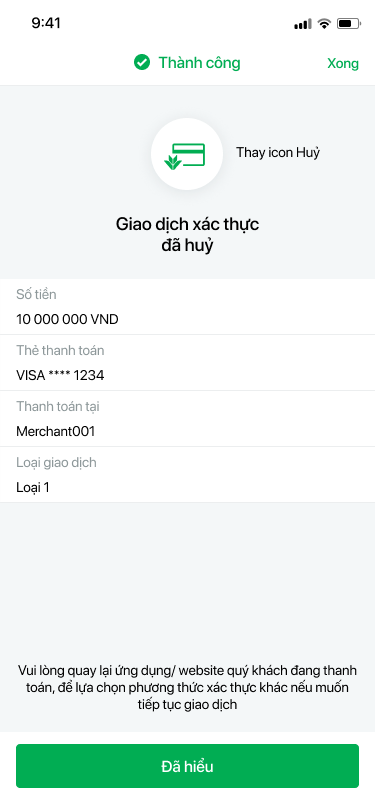 9:41
Thành công
Xong
Thay icon Huỷ
Giao dịch xác thực
đã huỷ
Số tiền
10 000 000 VND
Thẻ thanh toán
VISA **** 1234
Thanh toán tại
Merchant001
Loại giao dịch
Loại 1
Vui lòng quay lại ứng dụng/ website quý khách đang thanh
toán, để lựa chọn phương thức xác thực khác nếu muốn
tiếp tục giao dịch
Đã hiểu